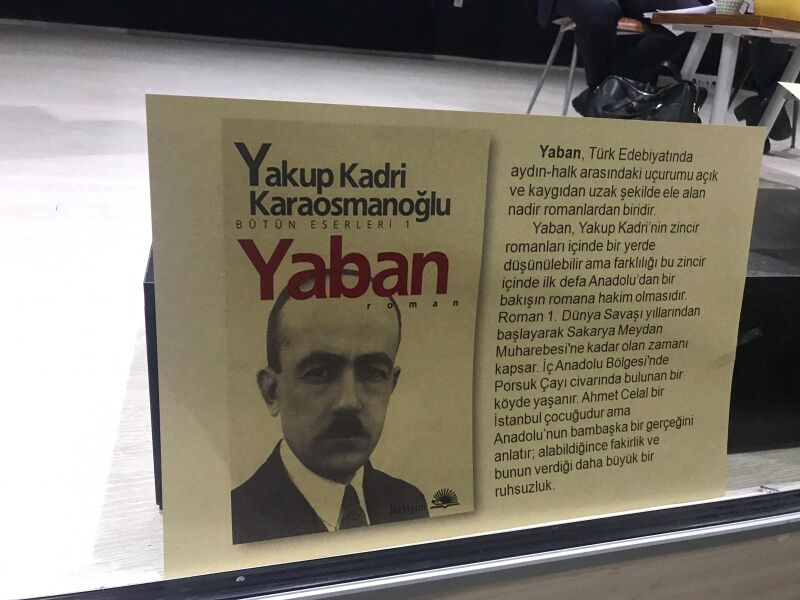 Yakup Kadri
Karaosmanoğlu
BÜTÜN ESERLERİ 1
Yaban
roman
iletişim
Yaban, Türk Edebiyatında
aydın-halk arasındaki uçurumu açık
ve kaygıdan uzak şekilde ele alan
nadir romanlardan biridir.
Yaban, Yakup Kadri’nin zincir
romanları içinde bir yerde
düşünülebilir ama farklılığı bu zincir
içinde ilk defa Anadolu’dan bir
bakışın romana hakim olmasıdır.
Roman 1. Dünya Savaşı yıllarından
başlayarak Sakarya Meydan
Muharebesi'ne kadar olan zamanı
kapsar. İç Anadolu Bölgesi'nde
Porsuk Çayı civarında bulunan bir
köyde yaşanır. Ahmet Celal bir
İstanbul çocuğudur ama
Anadolu’nun bambaşka bir gerçeğini
anlatır; alabildiğince fakirlik ve
bunun verdiği daha büyük bir
ruhsuzluk.